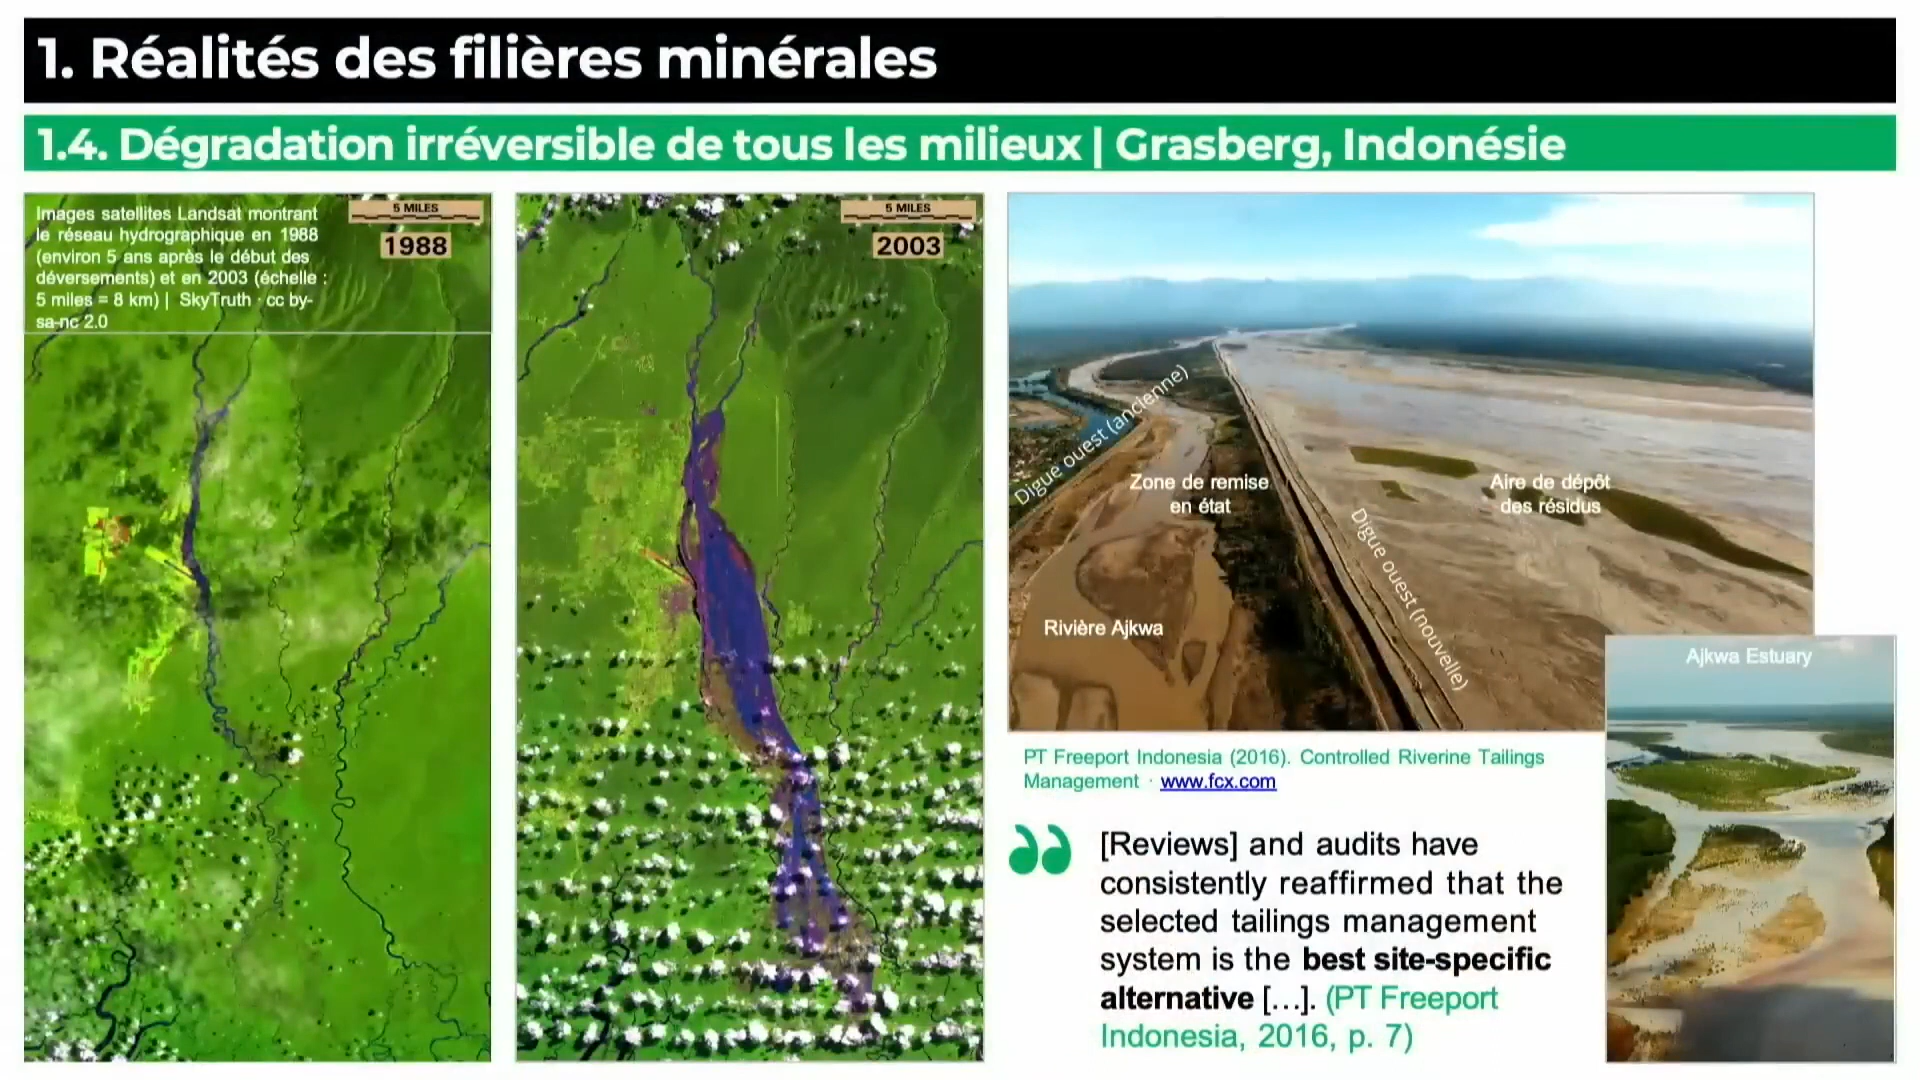 1. Réalités des filières minérales
1.4. Dégradation irréversible de tous les milieux | Grasberg, Indonésie
Images satellites Landsat montrant
le réseau hydrographique en 1988
(environ 5 ans après le début des
déversements) et en 2003 (échelle :
5 miles = 8 km) | SkyTruth · cc by-
sa-nc 2.0
5 MILES
1988
5 MILES
2003
Digue ouest (ancienne)
Zone de remise
en état
Aire de dépôt
des résidus
Digue ouest (nouvelle)
Rivière Ajkwa
Ajkwa Estuary
PT Freeport Indonesia (2016). Controlled Riverine Tailings
Management · www.fcx.com
[Reviews] and audits have
consistently reaffirmed that the
selected tailings management
system is the best site-specific
alternative [...]. (PT Freeport
Indonesia, 2016, p. 7)